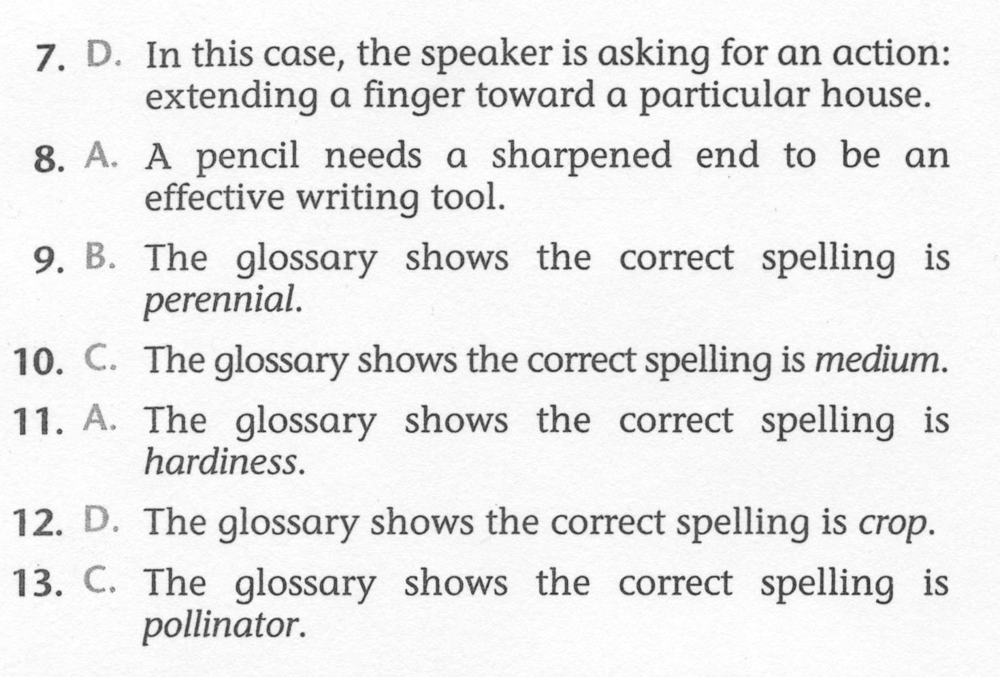 7. D. In this case, the speaker is asking for an action:
extending a finger toward a particular house.
8. A. A pencil needs a sharpened end to be an
effective writing tool.
9. B. The glossary shows the correct spelling is
perennial.
10. C. The glossary shows the correct spelling is medium.
11. A. The glossary shows the correct spelling is
hardiness.
12. D. The glossary shows the correct spelling is crop.
13. C. The glossary shows the correct spelling is
pollinator.